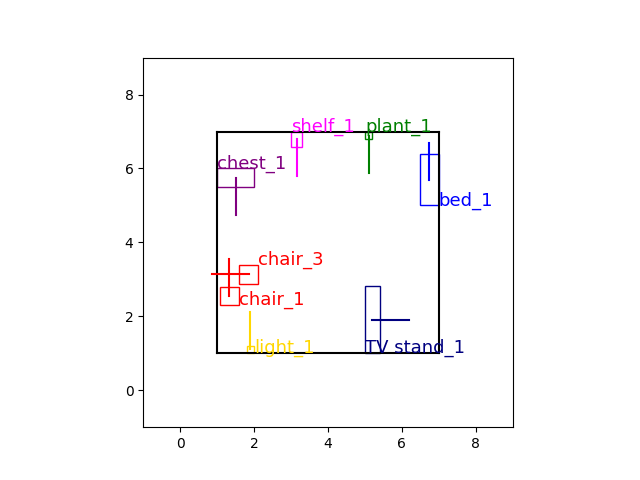 shelf_1
plant_1
chest_1
bed_1
chair_3
chair_1
light_1
TV stand_1
8
6
4
2
0
0
2
4
6
8